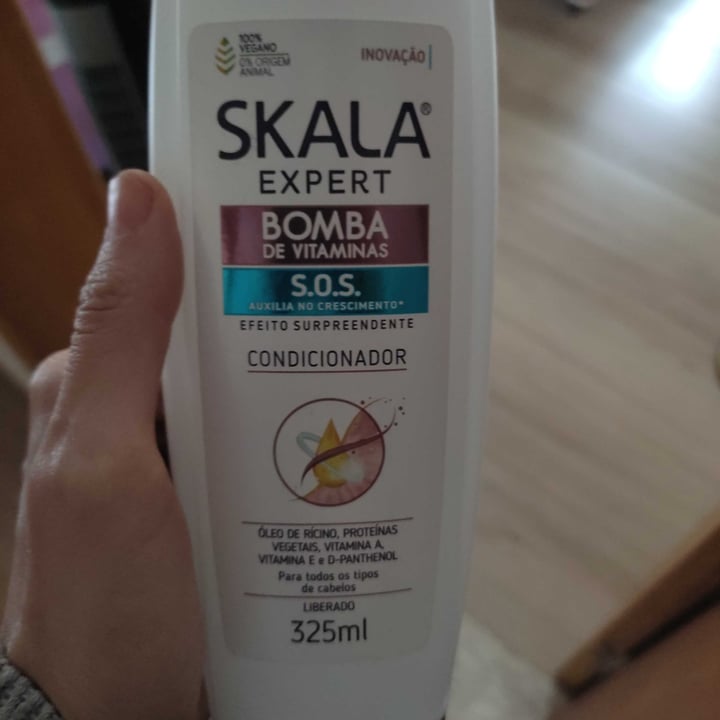 100%
VEGANO
0% ORIGEM
ANIMAL
INOVAÇÃO
SKALA®
EXPERT
BOMBA
DE VITAMINAS
S.O.S.
AUXILIA NO CRESCIMENTO*
EFEITO SURPREENDENTE
CONDICIONADOR
ÓLEO DE RÍCINO, PROTEÍNAS
VEGETAIS, VITAMINA A,
VITAMINA E e D-PANTHENOL
Para todos os tipos
de cabelos
LIBERADO
325ml